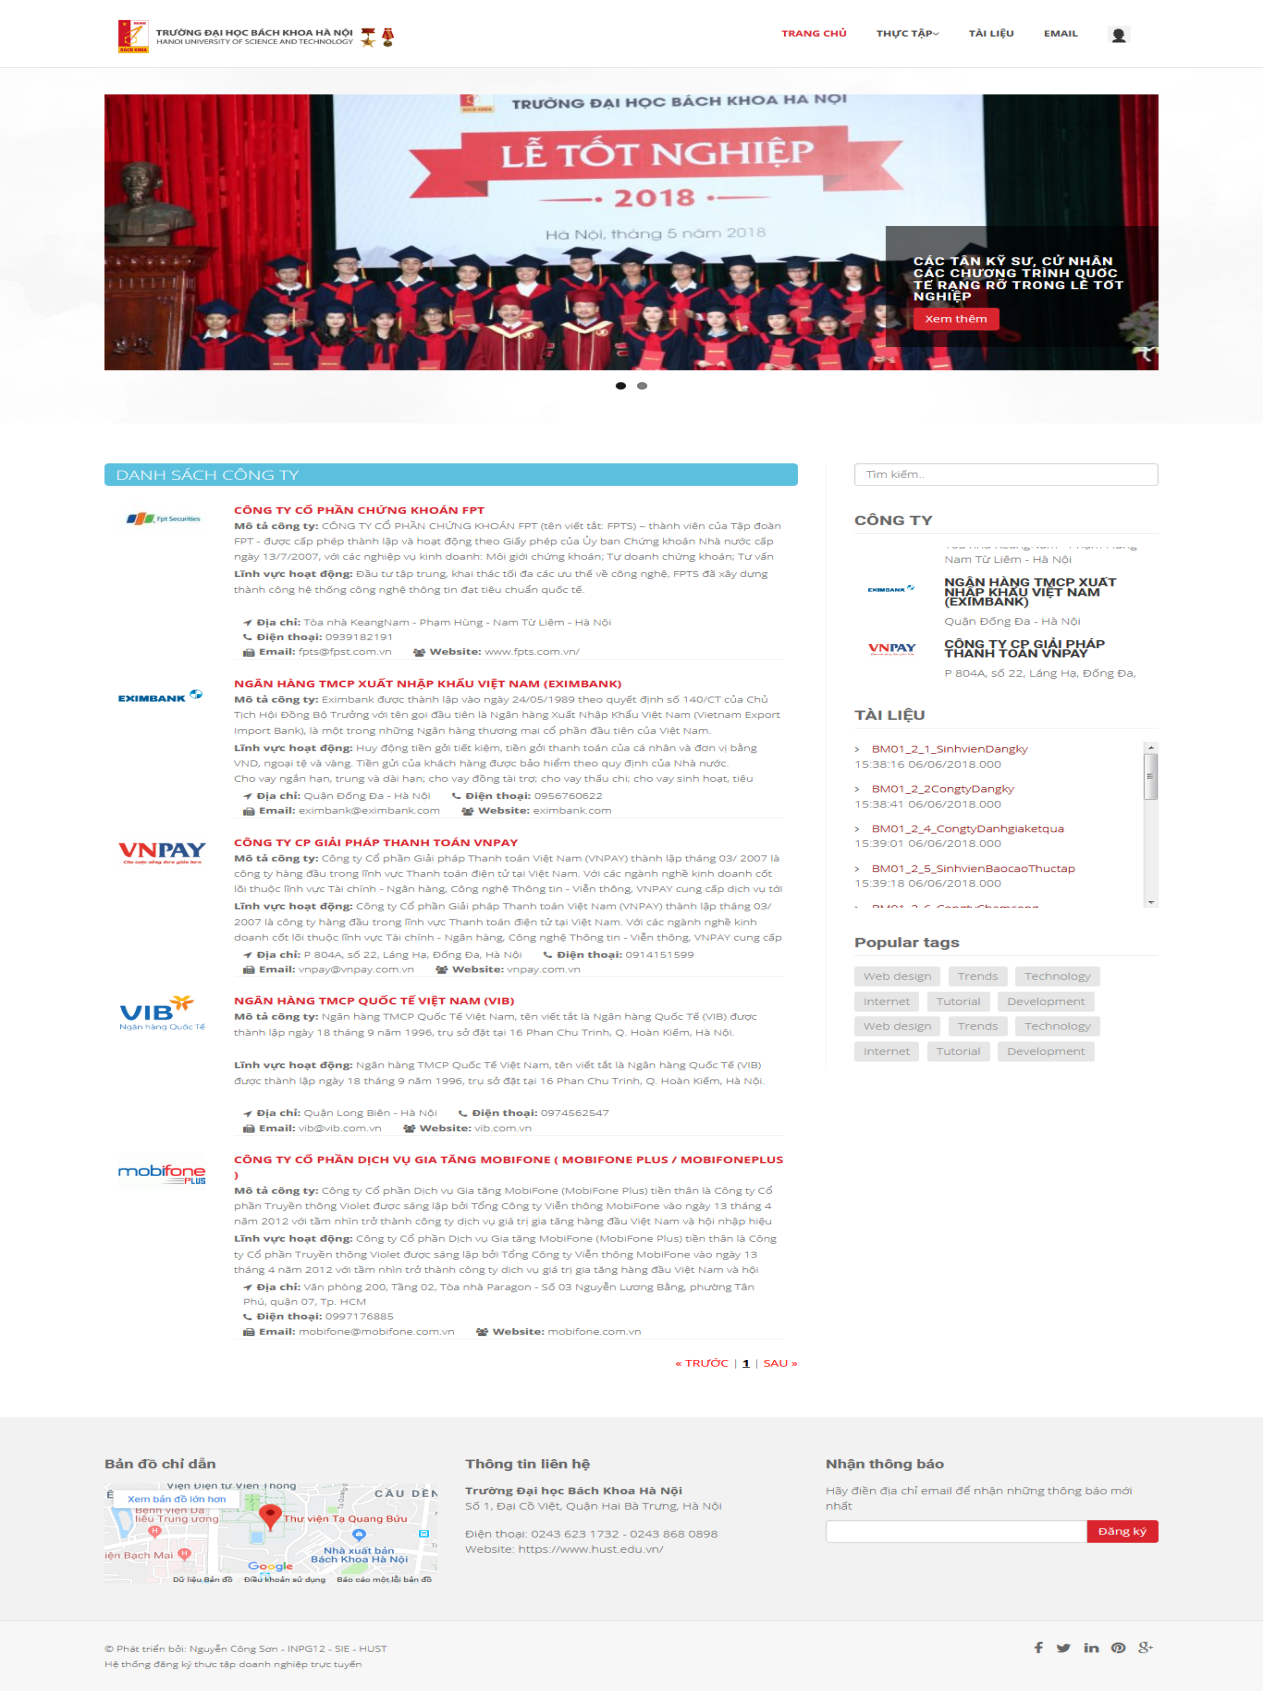 TRƯỜNG ĐẠI HỌC BÁCH KHOA HÀ NỘI
HANOI UNIVERSITY OF SCIENCE AND TECHNOLOGY
BÁCH KHOA
TRANG CHỦ
THỰC TẬP
TÀI LIỆU
EMAIL
TRƯỜNG ĐẠI HỌC BÁCH KHOA HÀ NỘI
LỄ TỐT NGHIỆP
2018
Hà Nội, tháng 5 năm 2018
CÁC TÂN KỸ SƯ, CỬ NHÂN
CÁC CHƯƠNG TRÌNH QUỐC
TẾ RẠNG RỠ TRONG LỄ TỐT
NGHIỆP
Xem thêm
DANH SÁCH CÔNG TY
Fpt Securities
CÔNG TY CỔ PHẦN CHỨNG KHOÁN FPT
Mô tả công ty: CÔNG TY CỔ PHẦN CHỨNG KHOÁN FPT (tên viết tắt: FPTS) – thành viên của Tập đoàn
FPT - được cấp phép thành lập và hoạt động theo Giấy phép của Ủy ban Chứng khoán Nhà nước cấp
ngày 13/7/2007, với các nghiệp vụ kinh doanh: Môi giới chứng khoán; Tự doanh chứng khoán; Tư vấn
Lĩnh vực hoạt động: Đầu tư tập trung, khai thác tối đa các ưu thế về công nghệ, FPTS đã xây dựng
thành công hệ thống công nghệ thông tin đạt tiêu chuẩn quốc tế.
Địa chỉ: Tòa nhà KeangNam - Phạm Hùng - Nam Từ Liêm - Hà Nội
Điện thoại: 0939182191
Email: fpts@fpst.com.vn Website: www.fpts.com.vn/
EXIMBANK
NGÂN HÀNG TMCP XUẤT NHẬP KHẨU VIỆT NAM (EXIMBANK)
Mô tả công ty: Eximbank được thành lập vào ngày 24/05/1989 theo quyết định số 140/CT của Chủ
Tịch Hội Đồng Bộ Trưởng với tên gọi đầu tiên là Ngân hàng Xuất Nhập Khẩu Việt Nam (Vietnam Export
Import Bank), là một trong những Ngân hàng thương mại cổ phần đầu tiên của Việt Nam.
Lĩnh vực hoạt động: Huy động tiền gởi tiết kiệm, tiền gởi thanh toán của cá nhân và đơn vị bằng
VND, ngoại tệ và vàng. Tiền gửi của khách hàng được bảo hiểm theo quy định của Nhà nước.
Cho vay ngắn hạn, trung và dài hạn; cho vay đồng tài trợ; cho vay thấu chi; cho vay sinh hoạt, tiêu
Địa chỉ: Quận Đống Đa - Hà Nội Điện thoại: 0956760622
Email: eximbank@eximbank.com Website: eximbank.com
VNPAY
Cho cuộc sống đơn giản hơn
CÔNG TY CP GIẢI PHÁP THANH TOÁN VNPAY
Mô tả công ty: Công ty Cổ phần Giải pháp Thanh toán Việt Nam (VNPAY) thành lập tháng 03/ 2007 là
công ty hàng đầu trong lĩnh vực Thanh toán điện tử tại Việt Nam. Với các ngành nghề kinh doanh cốt
lõi thuộc lĩnh vực Tài chính - Ngân hàng, Công nghệ Thông tin - Viễn thông, VNPAY cung cấp dịch vụ tới
Lĩnh vực hoạt động: Công ty Cổ phần Giải pháp Thanh toán Việt Nam (VNPAY) thành lập tháng 03/
2007 là công ty hàng đầu trong lĩnh vực Thanh toán điện tử tại Việt Nam. Với các ngành nghề kinh
doanh cốt lõi thuộc lĩnh vực Tài chính - Ngân hàng, Công nghệ Thông tin - Viễn thông, VNPAY cung cấp
Địa chỉ: P 804A, số 22, Láng Hạ, Đống Đa, Hà Nội Điện thoại: 0914151599
Email: vnpay@vnpay.com.vn Website: vnpay.com.vn
VIB
Ngân hàng Quốc Tế
NGÂN HÀNG TMCP QUỐC TẾ VIỆT NAM (VIB)
Mô tả công ty: Ngân hàng TMCP Quốc Tế Việt Nam, tên viết tắt là Ngân hàng Quốc Tế (VIB) được
thành lập ngày 18 tháng 9 năm 1996, trụ sở đặt tại 16 Phan Chu Trinh, Q. Hoàn Kiếm, Hà Nội.
Lĩnh vực hoạt động: Ngân hàng TMCP Quốc Tế Việt Nam, tên viết tắt là Ngân hàng Quốc Tế (VIB)
được thành lập ngày 18 tháng 9 năm 1996, trụ sở đặt tại 16 Phan Chu Trinh, Q. Hoàn Kiếm, Hà Nội.
Địa chỉ: Quận Long Biên - Hà Nội Điện thoại: 0974562547
Email: vib@vib.com.vn Website: vib.com.vn
mobifone
PLUS
CÔNG TY CỔ PHẦN DỊCH VỤ GIA TĂNG MOBIFONE ( MOBIFONE PLUS / MOBIFONEPLUS
)
Mô tả công ty: Công ty Cổ phần Dịch vụ Gia tăng MobiFone (MobiFone Plus) tiền thân là Công ty Cổ
phần Truyền thông Violet được sáng lập bởi Tổng Công ty Viễn thông MobiFone vào ngày 13 tháng 4
năm 2012 với tầm nhìn trở thành công ty dịch vụ giá trị gia tăng hàng đầu Việt Nam và hội nhập hiệu
Lĩnh vực hoạt động: Công ty Cổ phần Dịch vụ Gia tăng MobiFone (MobiFone Plus) tiền thân là Công
ty Cổ phần Truyền thông Violet được sáng lập bởi Tổng Công ty Viễn thông MobiFone vào ngày 13
tháng 4 năm 2012 với tầm nhìn trở thành công ty dịch vụ giá trị gia tăng hàng đầu Việt Nam và hội
Địa chỉ: Văn phòng 200, Tầng 02, Tòa nhà Paragon - Số 03 Nguyễn Lương Bằng, phường Tân
Phú, quận 07, Tp. HCM
Điện thoại: 0997176885
Email: mobifone@mobifone.com.vn Website: mobifone.com.vn
« TRƯỚC | 1 | SAU »
Tìm kiếm..
CÔNG TY
Nam Từ Liêm - Hà Nội
EXIMBANK
NGÂN HÀNG TMCP XUẤT
NHẬP KHẨU VIỆT NAM
(EXIMBANK)
Quận Đống Đa - Hà Nội
VNPAY
CÔNG TY CP GIẢI PHÁP
THANH TOÁN VNPAY
P 804A, số 22, Láng Hạ, Đống Đa,
TÀI LIỆU
> BM01_2_1_SinhvienDangky
15:38:16 06/06/2018.000
> BM01_2_2CongtyDangky
15:38:41 06/06/2018.000
> BM01_2_4_CongtyDanhgiaketqua
15:39:01 06/06/2018.000
> BM01_2_5_SinhvienBaocaoThuctap
15:39:18 06/06/2018.000
Popular tags
Web design Trends Technology
Internet Tutorial Development
Web design Trends Technology
Internet Tutorial Development
Bản đồ chỉ dẫn
Viện Điện tử Viễn Thông
Xem bản đồ lớn hơn
CẦU DỀN
Bệnh viện Da
liễu Trung ương
Thư viện Tạ Quang Bửu
iện Bạch Mai
Nhà xuất bản
Bách Khoa Hà Nội
Google
Dữ liệu Bản đồ Điều khoản sử dụng Báo cáo một lỗi bản đồ
Thông tin liên hệ
Trường Đại học Bách Khoa Hà Nội
Số 1, Đại Cồ Việt, Quận Hai Bà Trưng, Hà Nội
Điện thoại: 0243 623 1732 - 0243 868 0898
Website: https://www.hust.edu.vn/
Nhận thông báo
Hãy điền địa chỉ email để nhận những thông báo mới
nhất
Đăng ký
© Phát triển bởi: Nguyễn Công Sơn - INPG12 - SIE - HUST
Hệ thống đăng ký thực tập doanh nghiệp trực tuyến